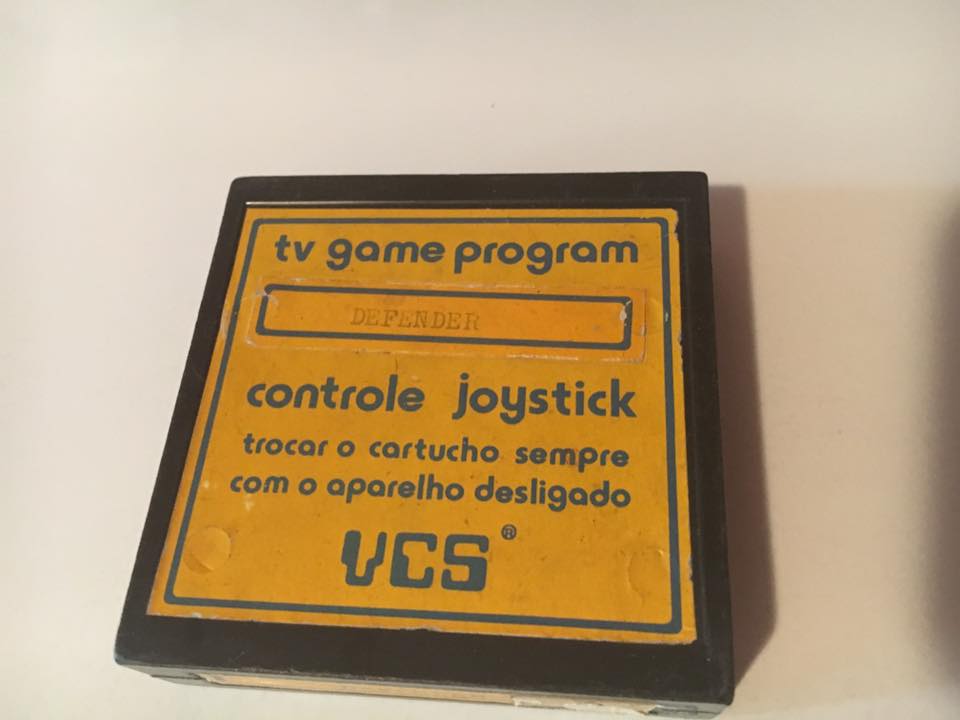 tv game program
DEFENDER
controle joystick
trocar o cartucho sempre
com o aparelho desligado
VCS®